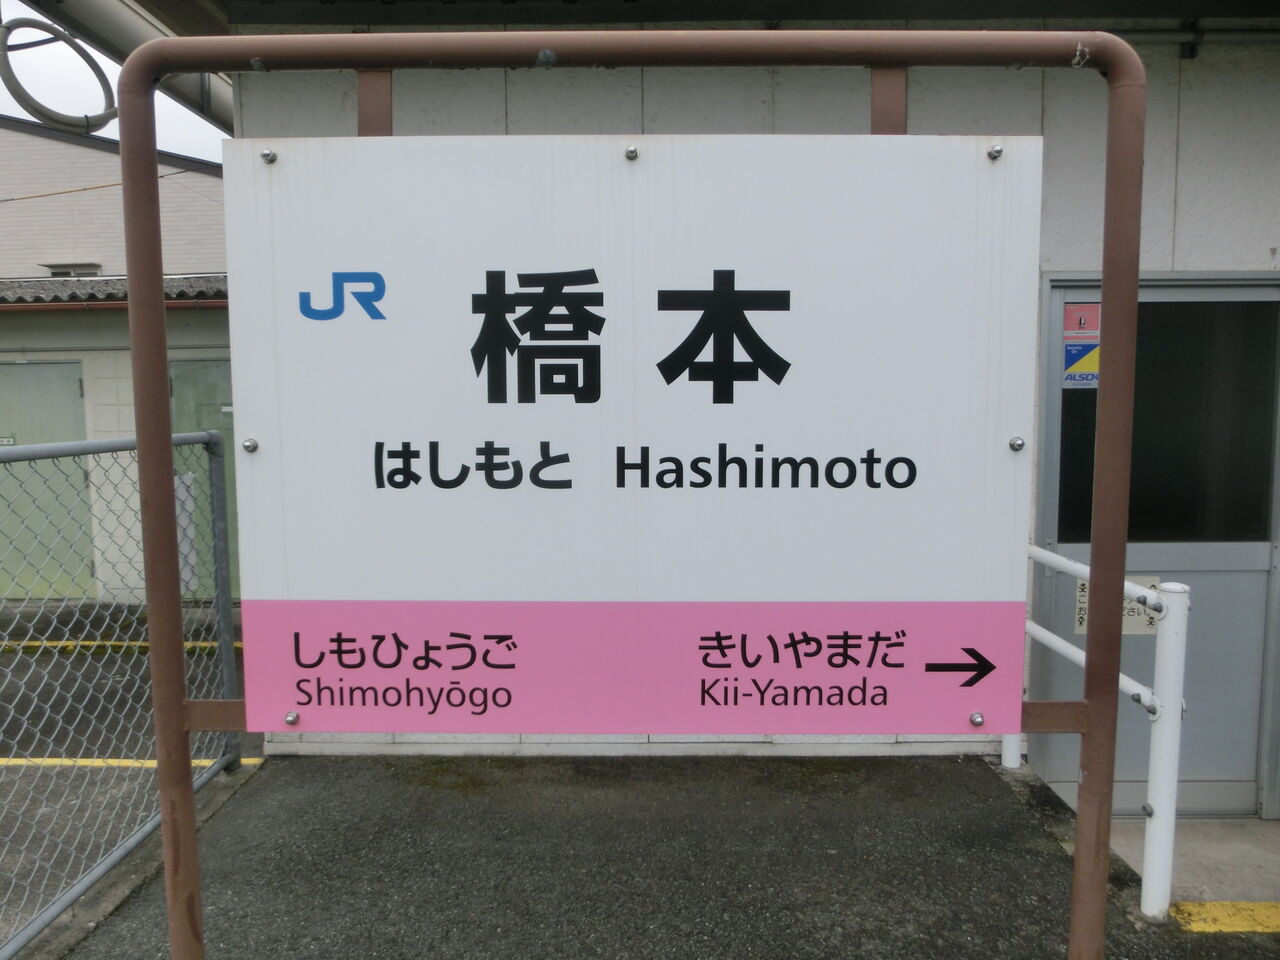 JR
橋本
はしもと Hashimoto
しもひょうご
Shimohyōgo
きいやまだ →
Kii-Yamada
ALSOK